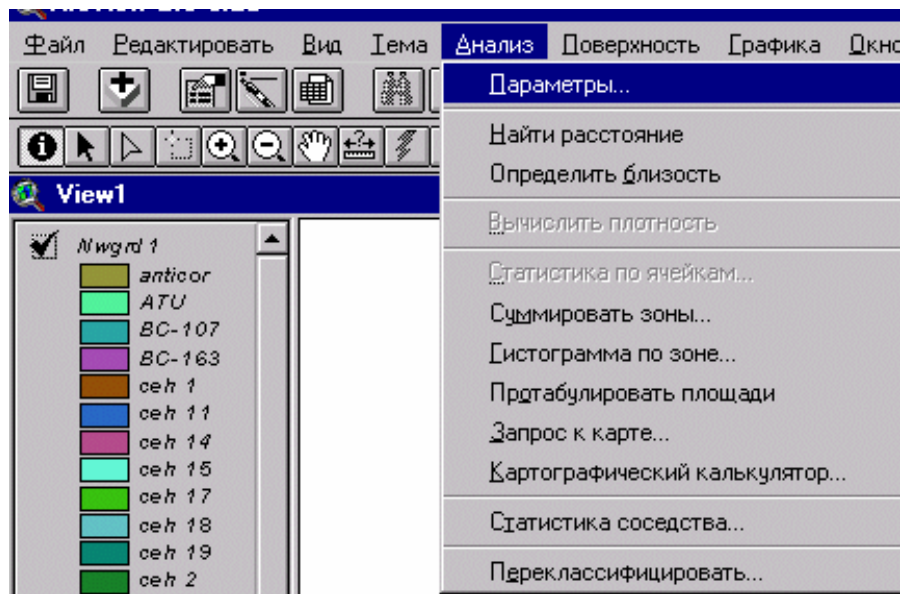 Файл Редактировать Вид Тема Анализ Поверхность Графика Окно
View1
Nwgrd 1
anticor
ATU
BC-107
BC-163
ceh 1
ceh 11
ceh 14
ceh 15
ceh 17
ceh 18
ceh 19
ceh 2
Параметры...
Найти расстояние
Определить близость
Вычислить плотность
Статистика по ячейкам...
Суммировать зоны...
Гистограмма по зоне...
Протабулировать площади
Запрос к карте...
Картографический калькулятор...
Статистика соседства...
Переклассифицировать...